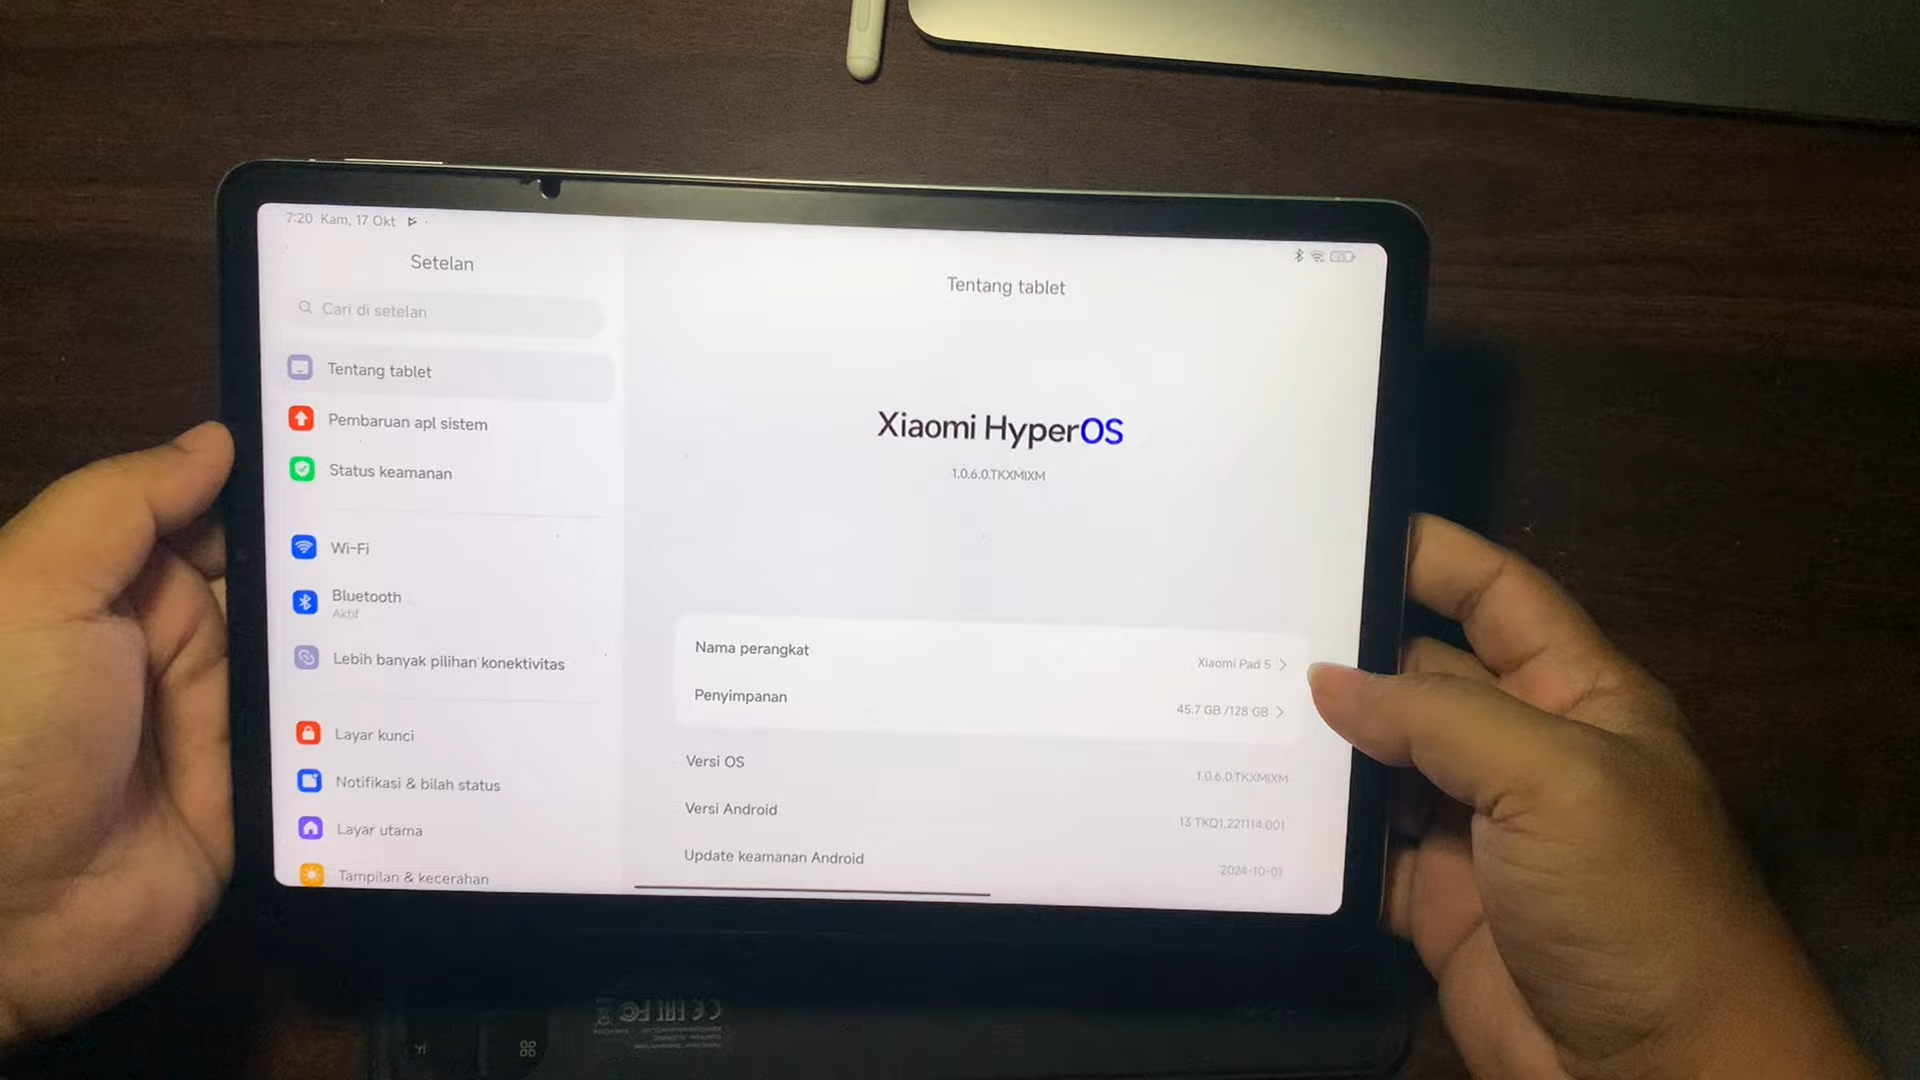 7:20 Kam, 17 Okt
Setelan
Cari di setelan
Tentang tablet
Pembaruan apl sistem
Status keamanan
Wi-Fi
Bluetooth
Aktif
Lebih banyak pilihan konektivitas
Layar kunci
Notifikasi & bilah status
Layar utama
Tampilan & kecerahan
Tentang tablet
Xiaomi HyperOS
1.0.6.0.TKXMIXM
Nama perangkat
Xiaomi Pad 5
Penyimpanan
45.7 GB /128 GB
Versi OS
1.0.6.0.TKXMIXM
Versi Android
13 TKQ1.221114.001
Update keamanan Android
2024-10-01